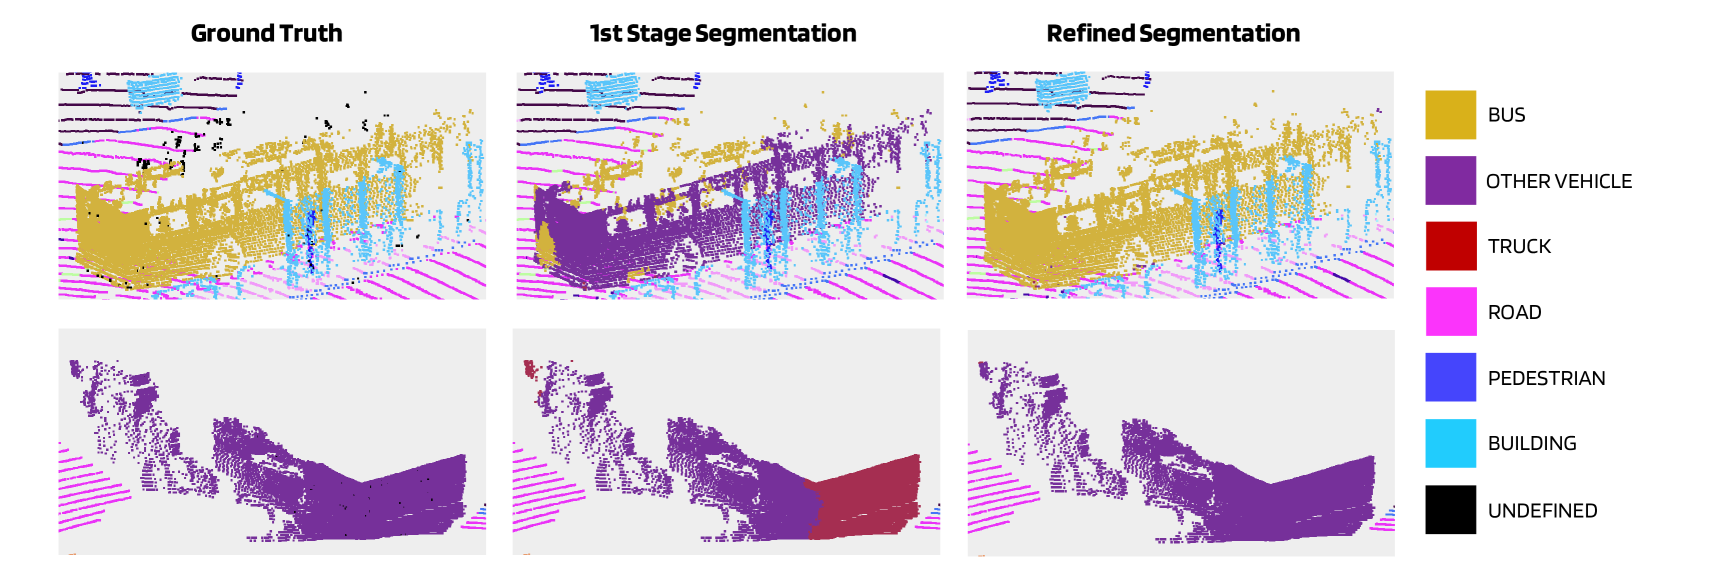 Ground Truth
1st Stage Segmentation
Refined Segmentation
BUS
OTHER VEHICLE
TRUCK
ROAD
PEDESTRIAN
BUILDING
UNDEFINED